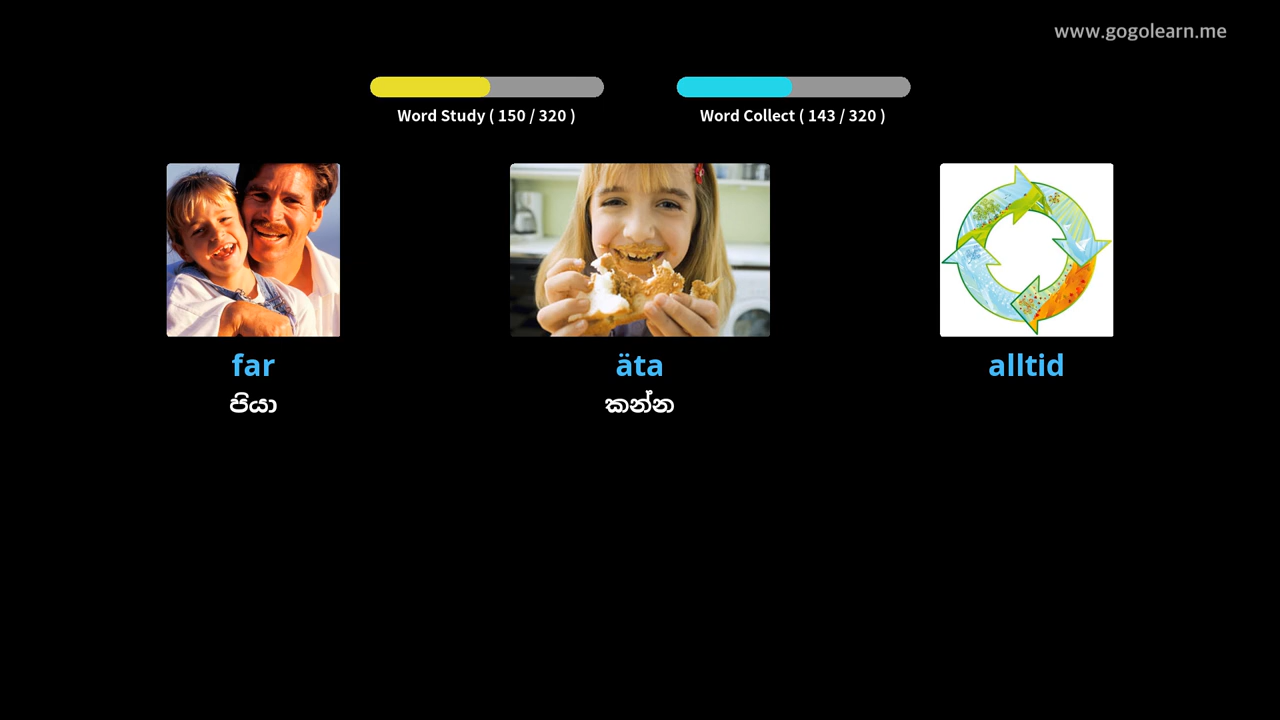 www.gogolearn.me
Word Study ( 150 / 320 )
Word Collect ( 143 / 320 )
far
පියා
äta
කන්න
alltid